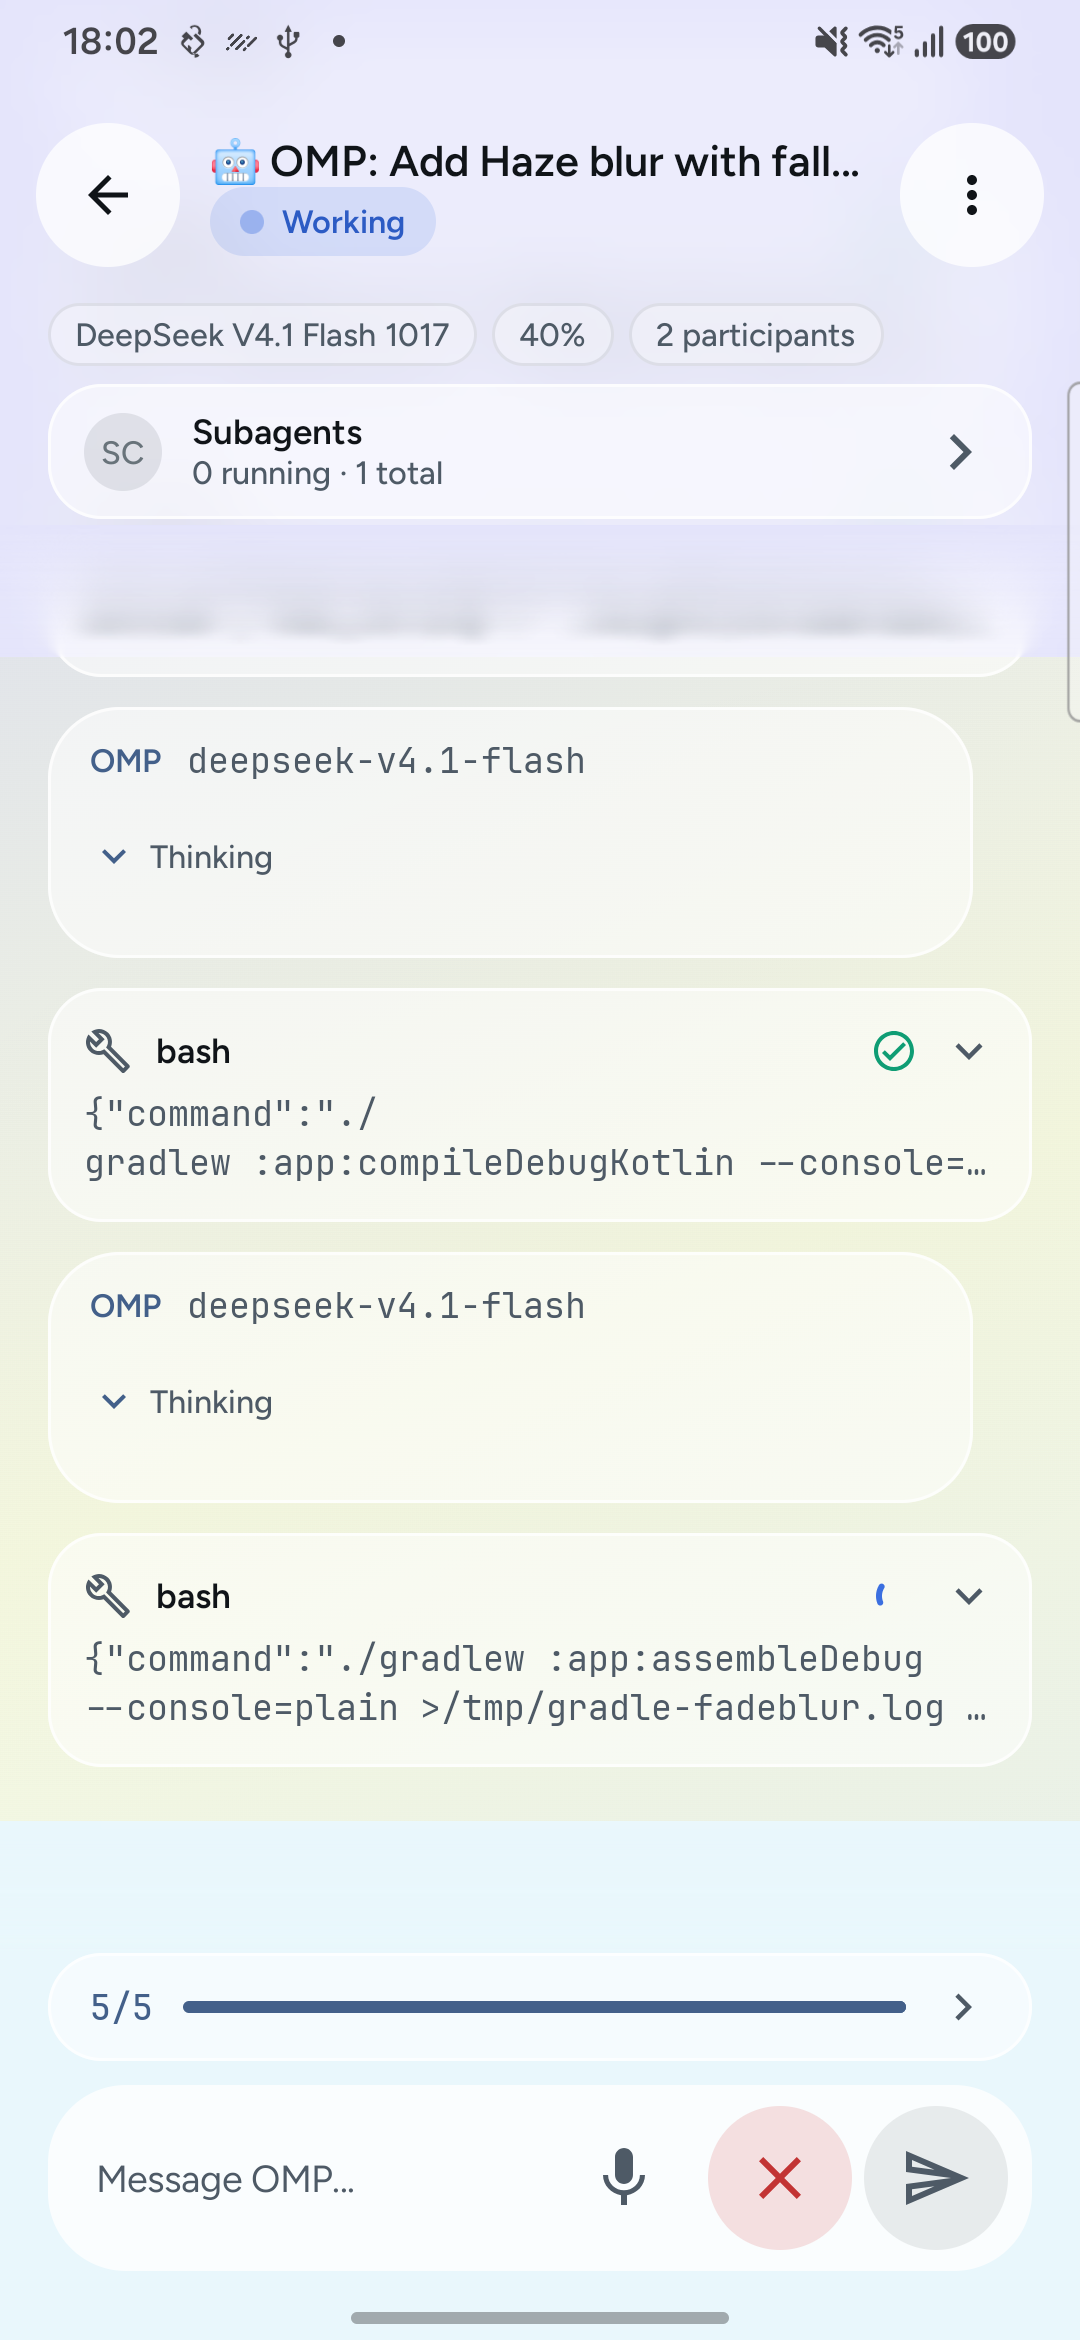 18:02
5
100
🤖 OMP: Add Haze blur with fall...
Working
DeepSeek V4.1 Flash 1017
40%
2 participants
SC
Subagents
0 running · 1 total
OMP deepseek-v4.1-flash
Thinking
bash
{"command":"./
gradlew :app:compileDebugKotlin --console=…
OMP deepseek-v4.1-flash
Thinking
bash
{"command":"./gradlew :app:assembleDebug
--console=plain >/tmp/gradle-fadeblur.log …
5/5
Message OMP...